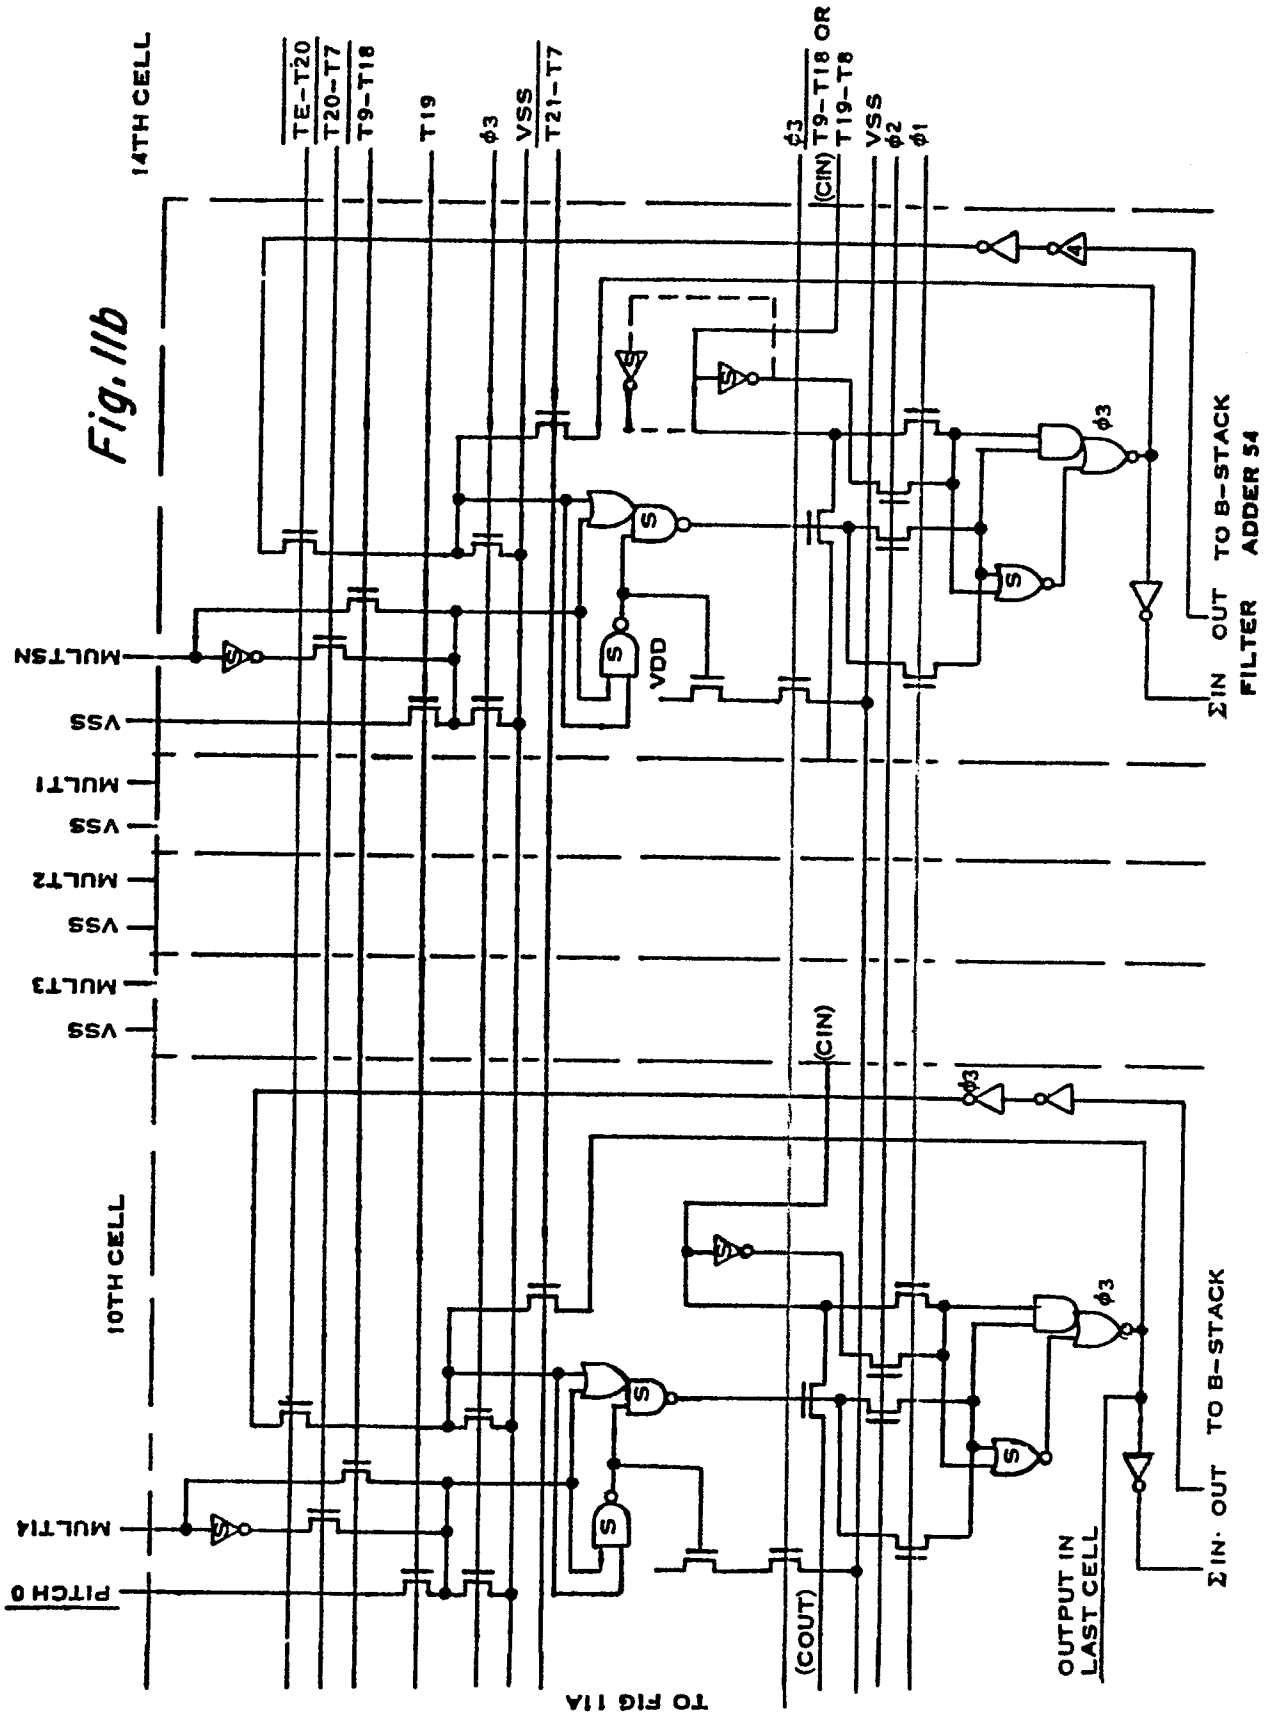 Fig. 11b
14TH CELL
10TH CELL
TE-T20
T20-T7
T9-T18
T19
ϕ3
VSS
T21-T7
ϕ3
T9-T18 OR
(CIN)
T19-T8
VSS
ϕ2
ϕ1
MULTSN
VSS
MULT1
VSS
MULT2
VSS
MULT3
VSS
MULT14
PITCH 0
S
S
S
S
VDD
S
S
4
ϕ3
(CIN)
ϕ3
S
S
S
S
S
ϕ3
(COUT)
TO FIG 11A
OUTPUT IN
LAST CELL
ΣIN OUT TO B-STACK
FILTER ADDER 54
ΣIN· OUT TO B-STACK